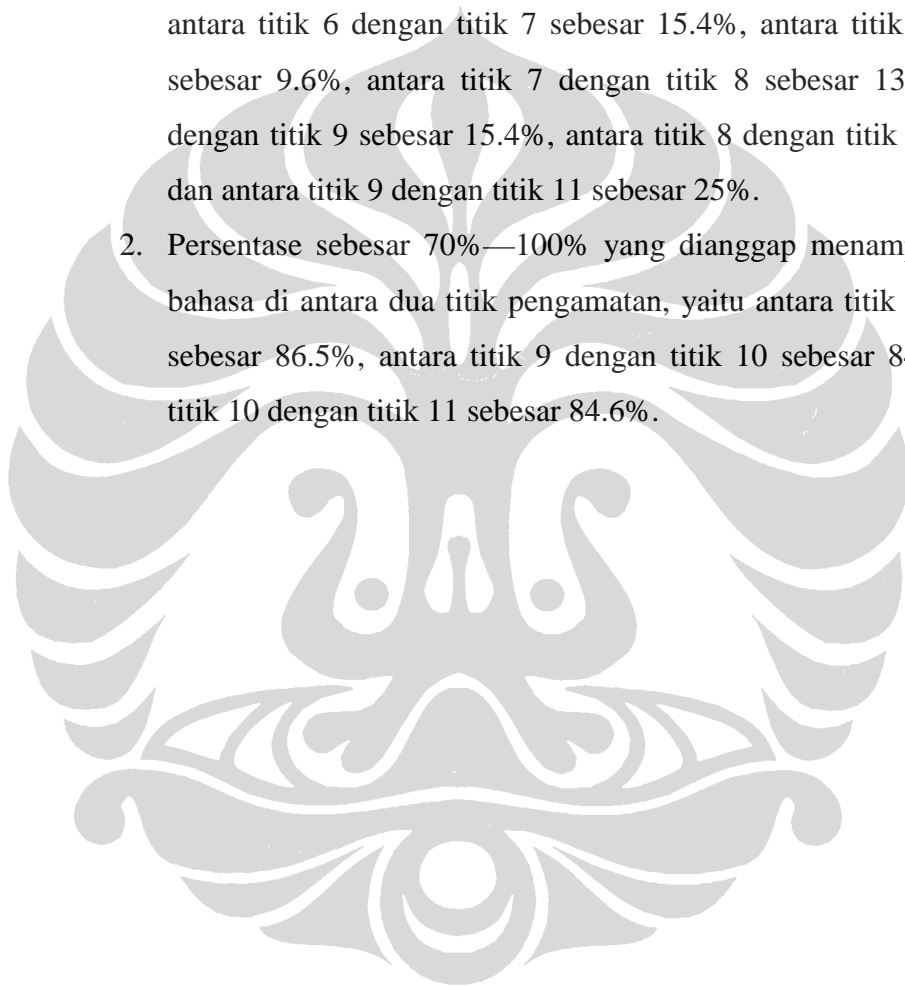 antara titik 6 dengan titik 7 sebesar 15.4%, antara titik
sebesar 9.6%, antara titik 7 dengan titik 8 sebesar 13
dengan titik 9 sebesar 15.4%, antara titik 8 dengan titik
dan antara titik 9 dengan titik 11 sebesar 25%.
2. Persentase sebesar 70%—100% yang dianggap
bahasa di antara dua titik pengamatan, yaitu antara titik
sebesar 86.5%, antara titik 9 dengan titik 10 sebesar
titik 10 dengan titik 11 sebesar 84.6%.